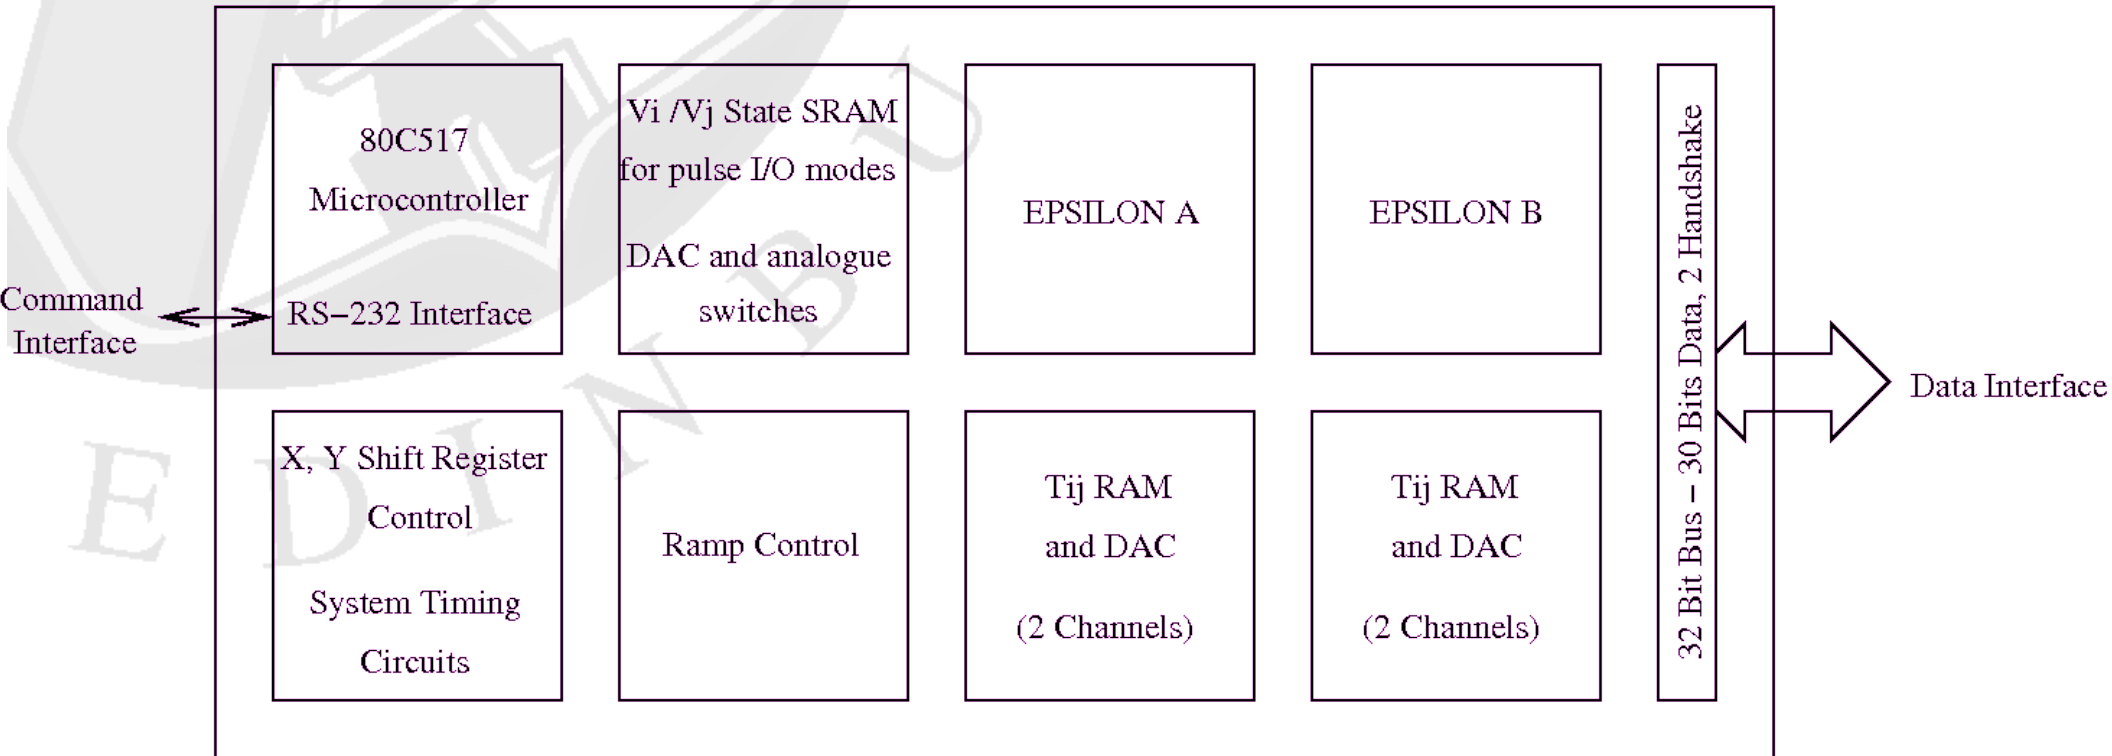 Command
Interface
80C517
Microcontroller
RS−232 Interface
Vi /Vj State SRAM
for pulse I/O modes
DAC and analogue
switches
EPSILON A
EPSILON B
X, Y Shift Register
Control
System Timing
Circuits
Ramp Control
Tij RAM
and DAC
(2 Channels)
Tij RAM
and DAC
(2 Channels)
32 Bit Bus − 30 Bits Data, 2 Handshake
Data Interface
E D I N B U